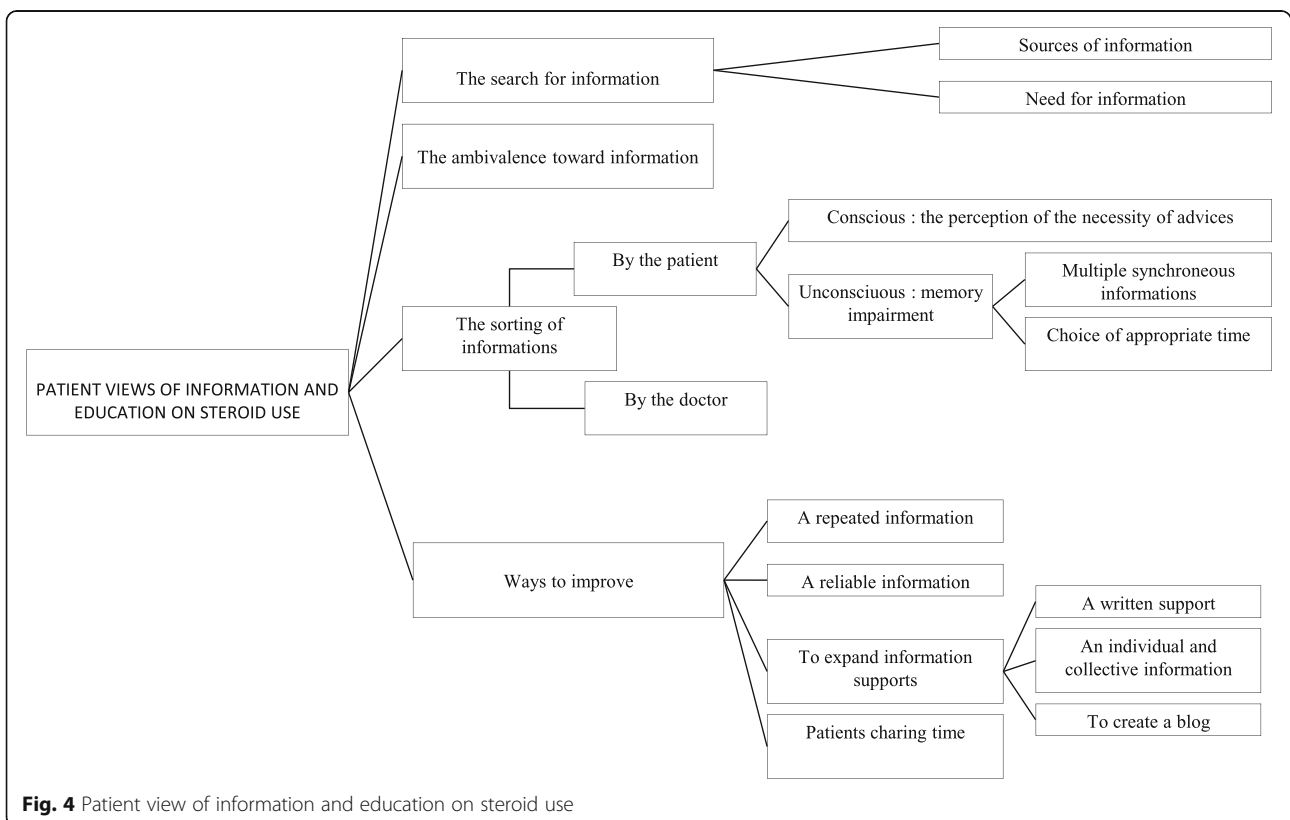 Sources of information
The search for information
Need for information
The ambivalence toward information
Conscious : the perception of the necessity of advices
By the patient
Multiple synchroneous
informations
Unconsciuous : memory
impairment
The sorting of
informations
Choice of appropriate time
PATIENT VIEWS OF INFORMATION AND
EDUCATION ON STEROID USE
By the doctor
A repeated information
Ways to improve
A reliable information
A written support
To expand information
supports
An individual and
collective information
To create a blog
Patients charing time
Fig. 4 Patient view of information and education on steroid use